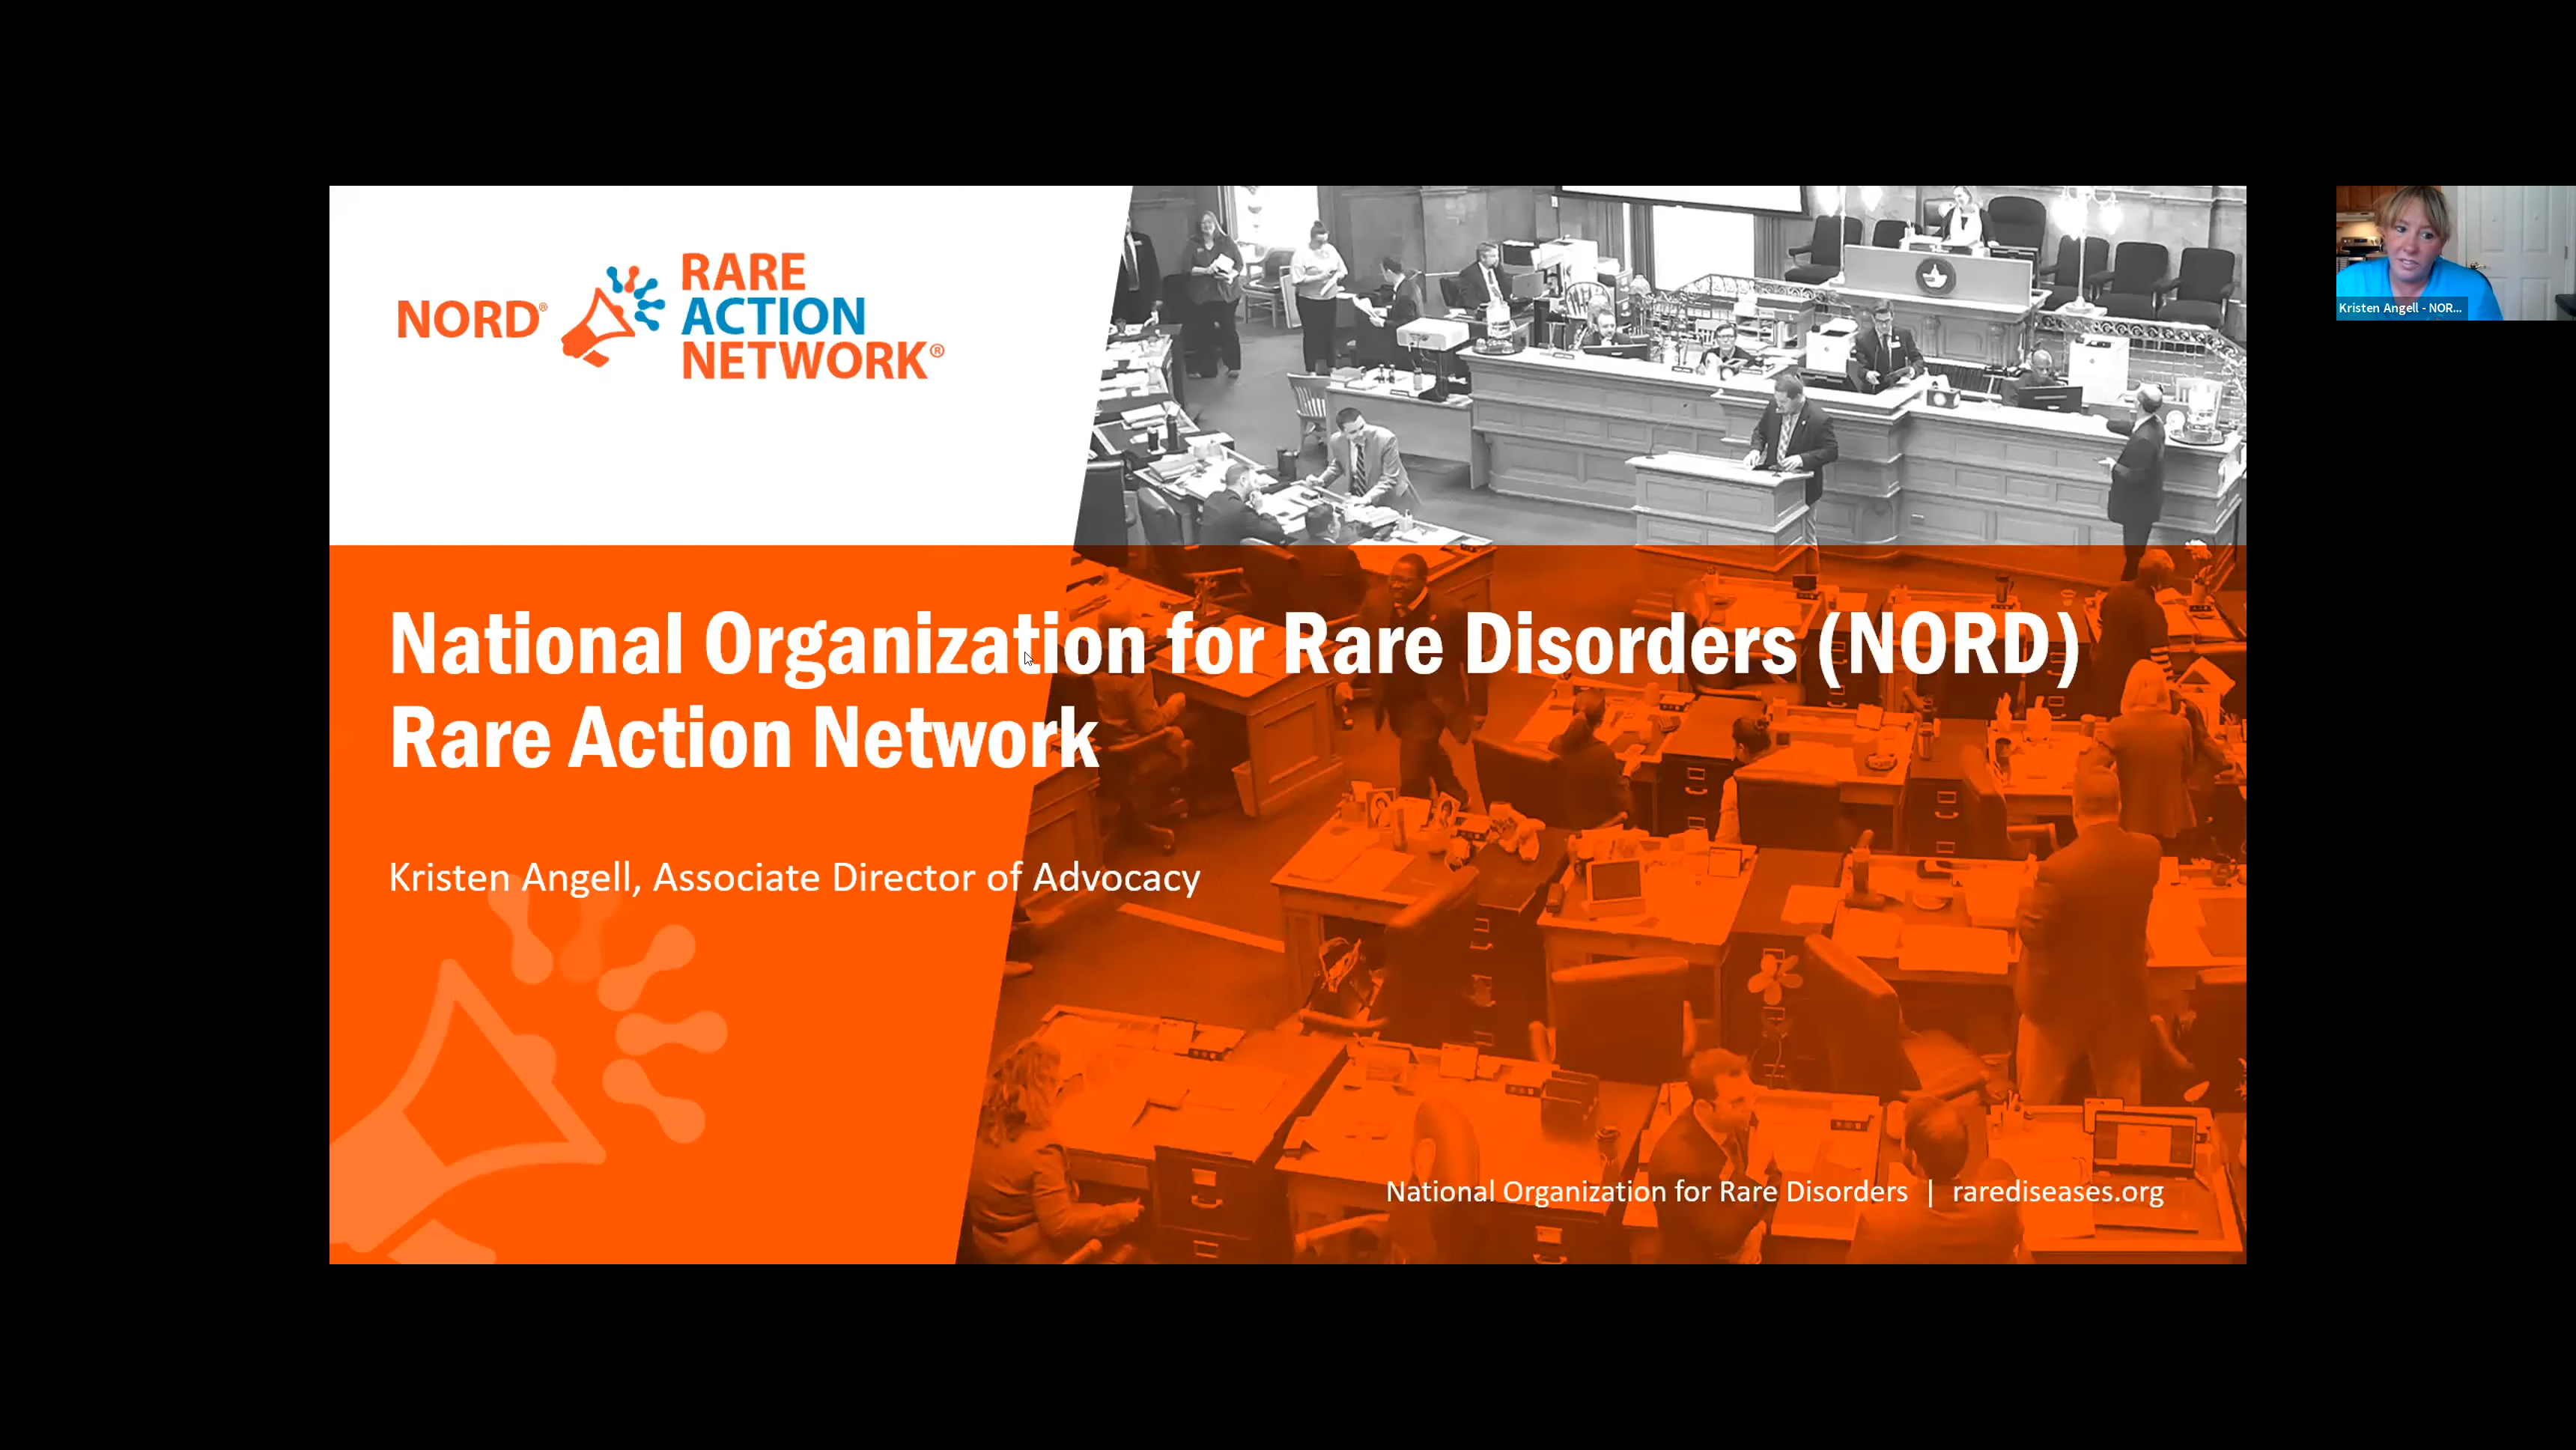 NORD®
RARE
ACTION
NETWORK®
Kristen Angell - NOR...
National Organization for Rare Disorders (NORD)
Rare Action Network
Kristen Angell, Associate Director of Advocacy
National Organization for Rare Disorders | rarediseases.org